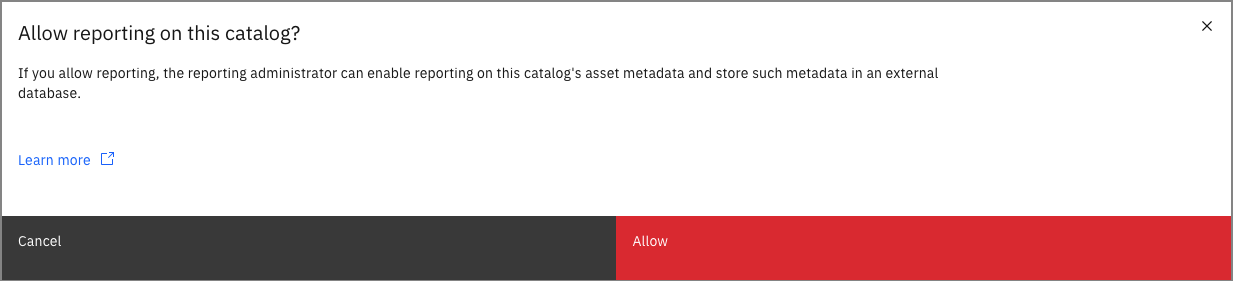 Allow reporting on this catalog?
If you allow reporting, the reporting administrator can enable reporting on this catalog's asset metadata and store such metadata in an external
database.
Learn more
Cancel
Allow